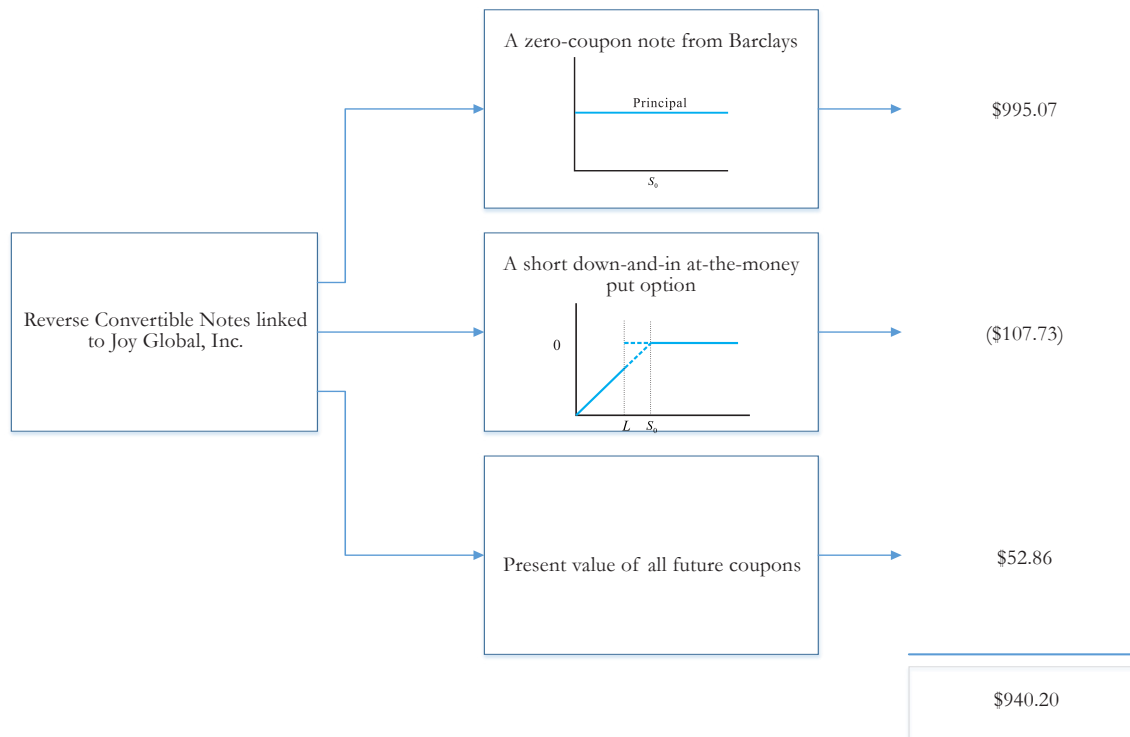 A zero-coupon note from Barclays
Principal
S₀
$995.07
Reverse Convertible Notes linked
to Joy Global, Inc.
A short down-and-in at-the-money
put option
0
L S₀
($107.73)
Present value of all future coupons
$52.86
$940.20